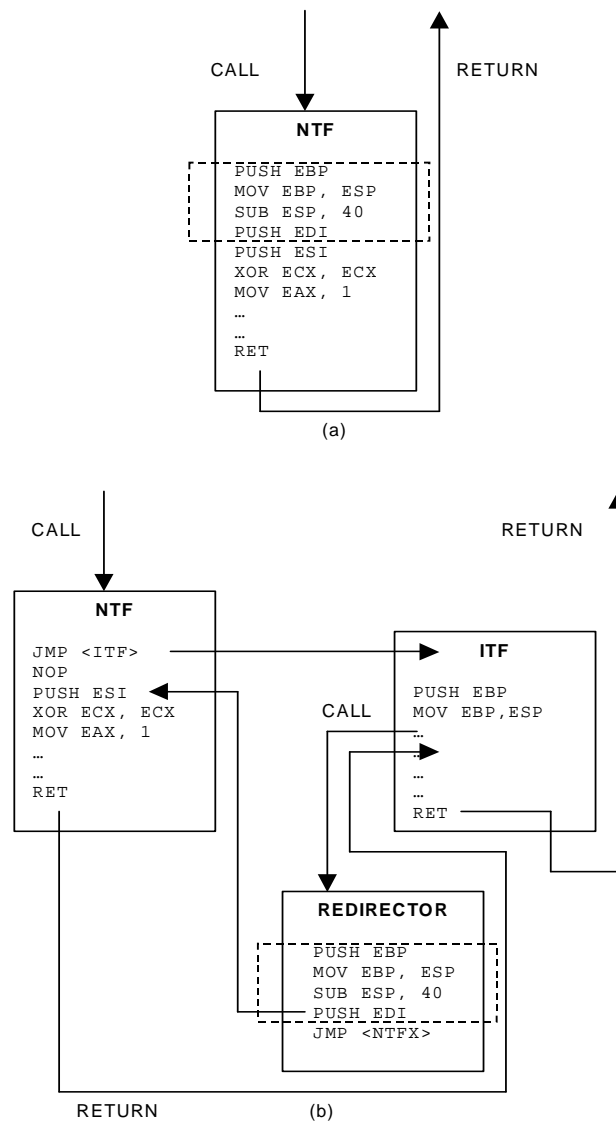 CALL
RETURN
NTF
PUSH EBP
MOV EBP, ESP
SUB ESP, 40
PUSH EDI
PUSH ESI
XOR ECX, ECX
MOV EAX, 1
…
…
RET
(a)
CALL
RETURN
NTF
JMP <ITF>
NOP
PUSH ESI
XOR ECX, ECX
MOV EAX, 1
…
…
RET
ITF
PUSH EBP
MOV EBP,ESP
…
…
…
…
RET
CALL
REDIRECTOR
PUSH EBP
MOV EBP, ESP
SUB ESP, 40
PUSH EDI
JMP <NTFX>
RETURN
(b)